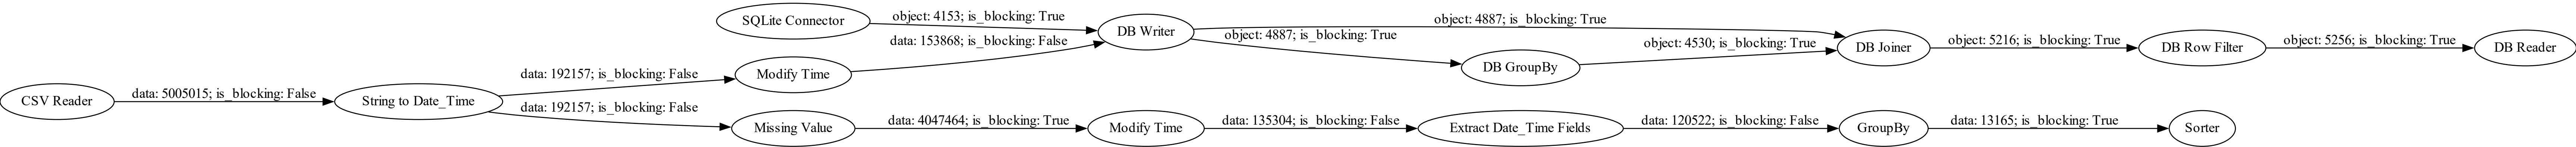 SQLite Connector
object: 4153; is_blocking: True
DB Writer
object: 4887; is_blocking: True
object: 4887; is_blocking: True
data: 153868; is_blocking: False
object: 4530; is_blocking: True
DB Joiner
object: 5216; is_blocking: True
DB Row Filter
object: 5256; is_blocking: True
DB Reader
DB GroupBy
data: 192157; is_blocking: False
Modify Time
CSV Reader
data: 5005015; is_blocking: False
String to Date_Time
data: 192157; is_blocking: False
Missing Value
data: 4047464; is_blocking: True
Modify Time
data: 135304; is_blocking: False
Extract Date_Time Fields
data: 120522; is_blocking: False
GroupBy
data: 13165; is_blocking: True
Sorter